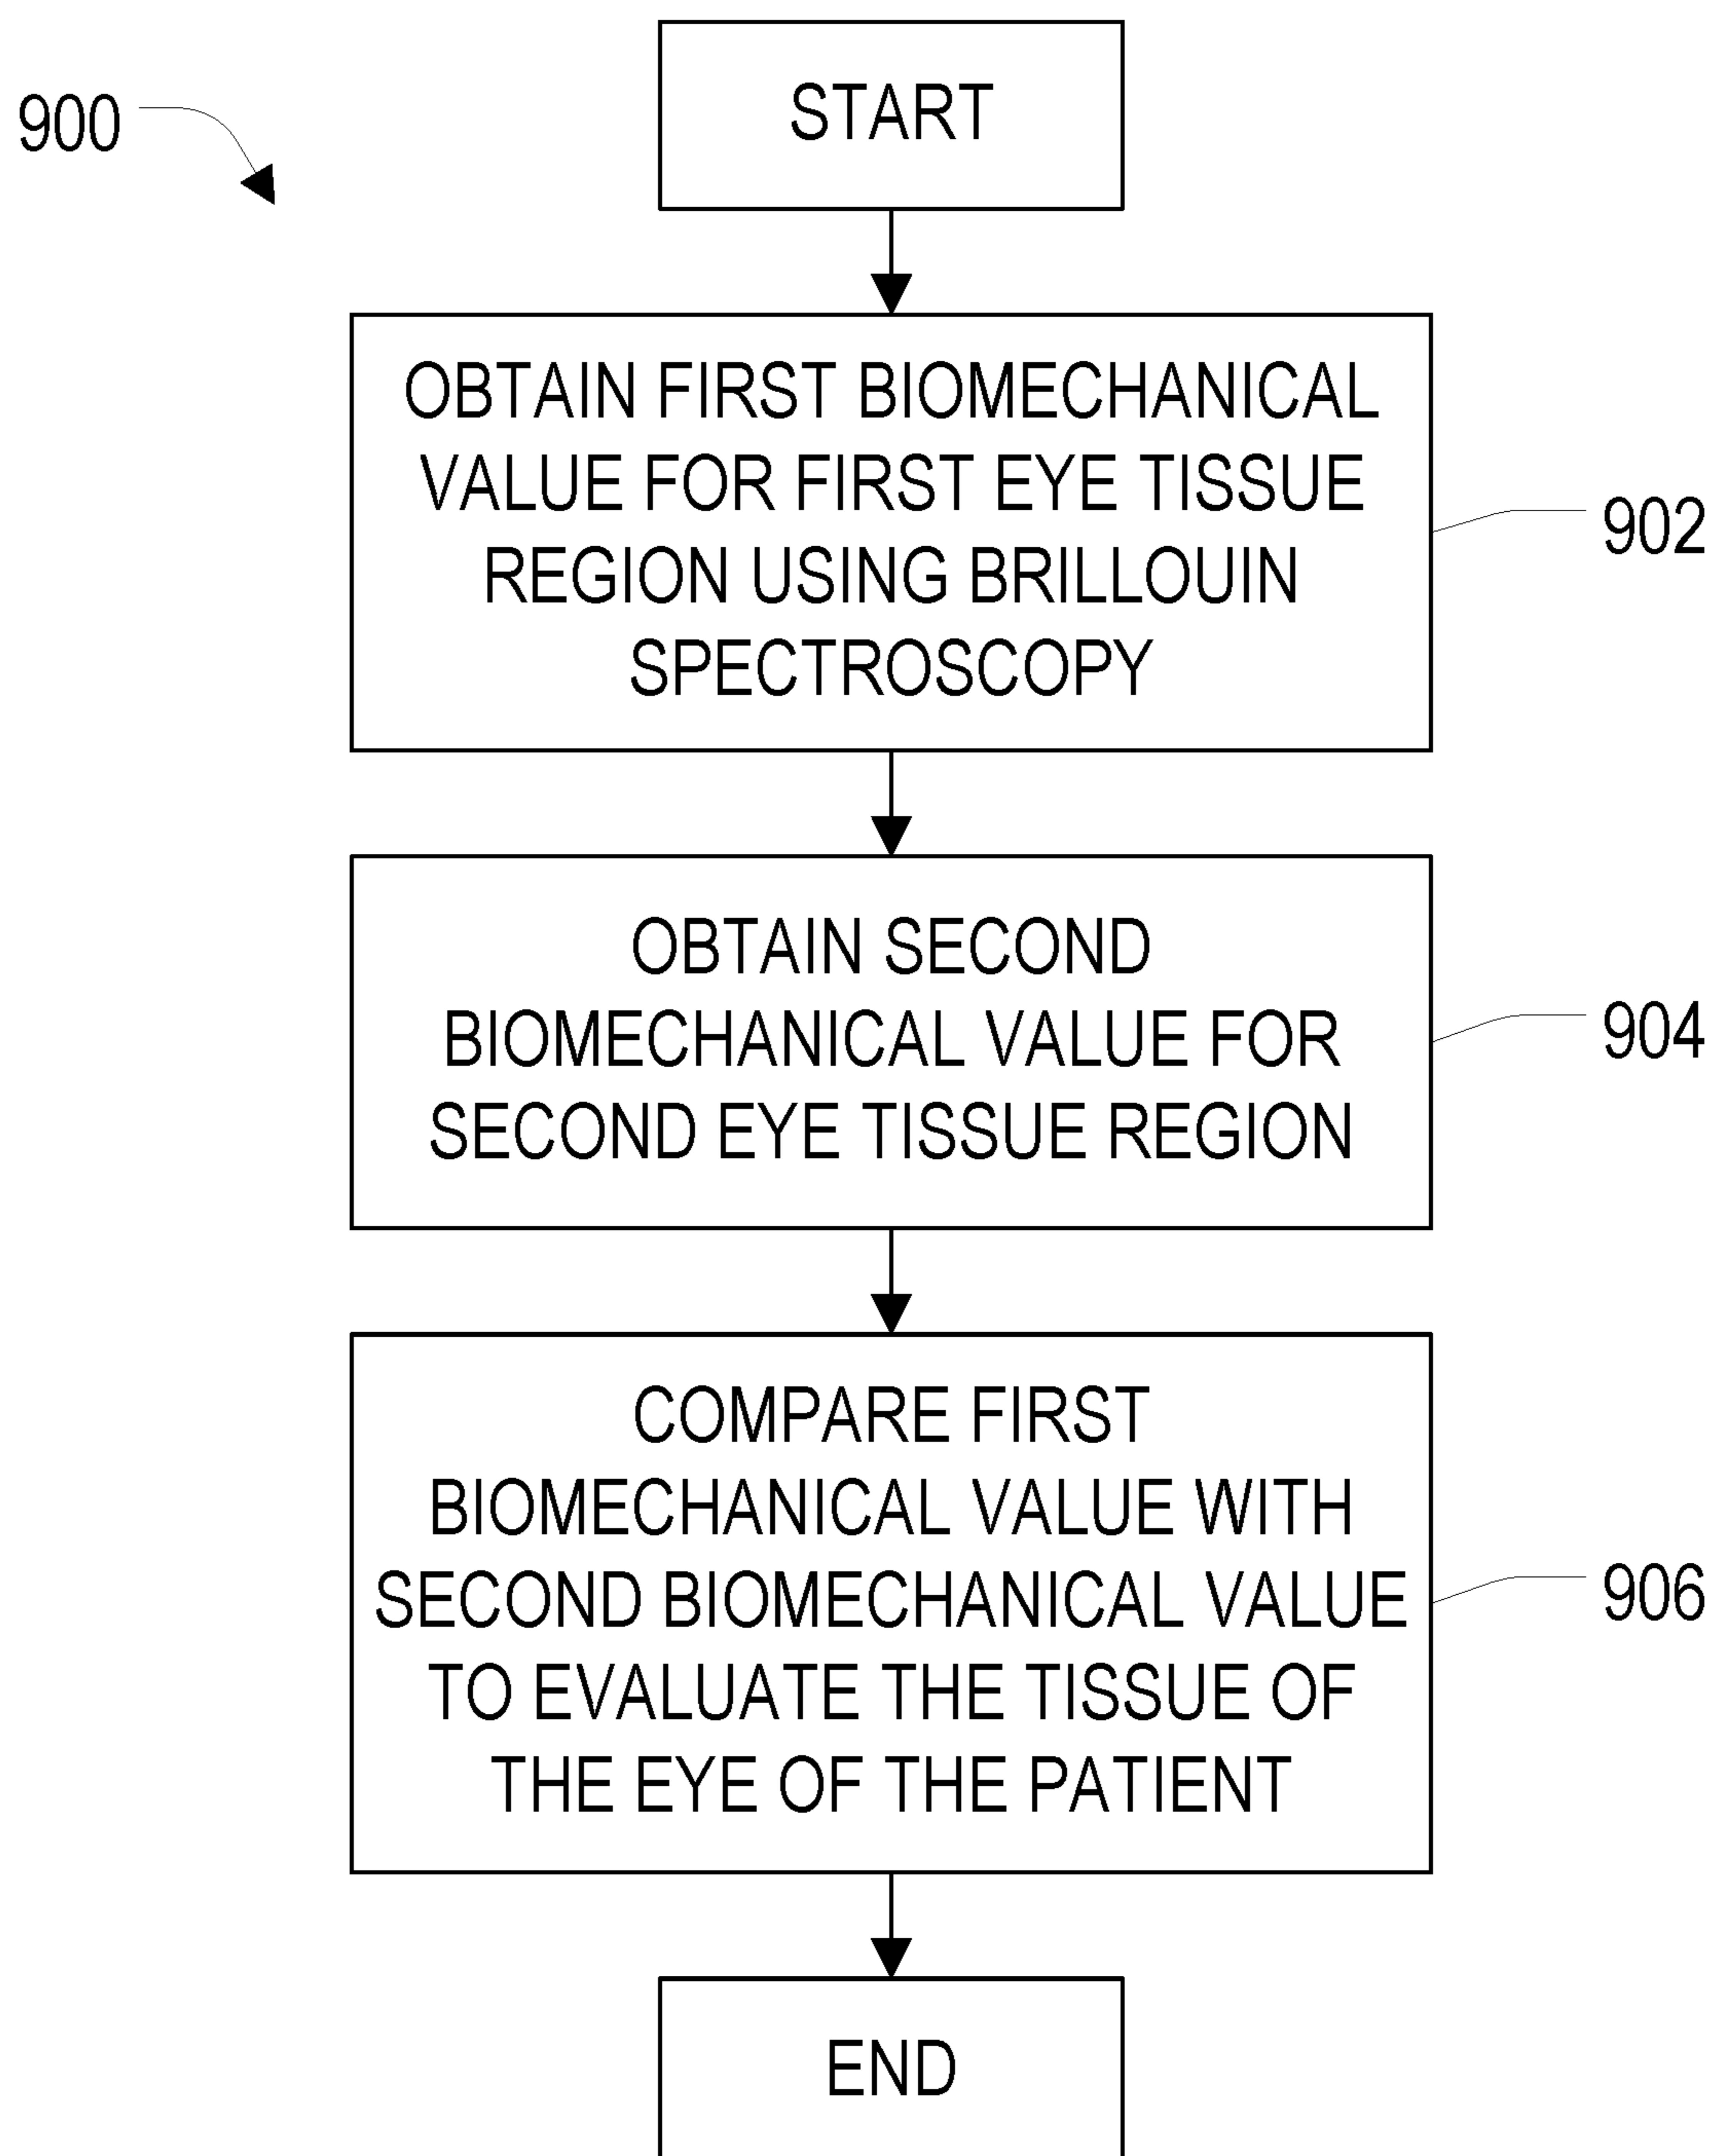 900
START
OBTAIN FIRST BIOMECHANICAL
VALUE FOR FIRST EYE TISSUE
REGION USING BRILLOUIN
SPECTROSCOPY
902
OBTAIN SECOND
BIOMECHANICAL VALUE FOR
SECOND EYE TISSUE REGION
904
COMPARE FIRST
BIOMECHANICAL VALUE WITH
SECOND BIOMECHANICAL VALUE
TO EVALUATE THE TISSUE OF
THE EYE OF THE PATIENT
906
END